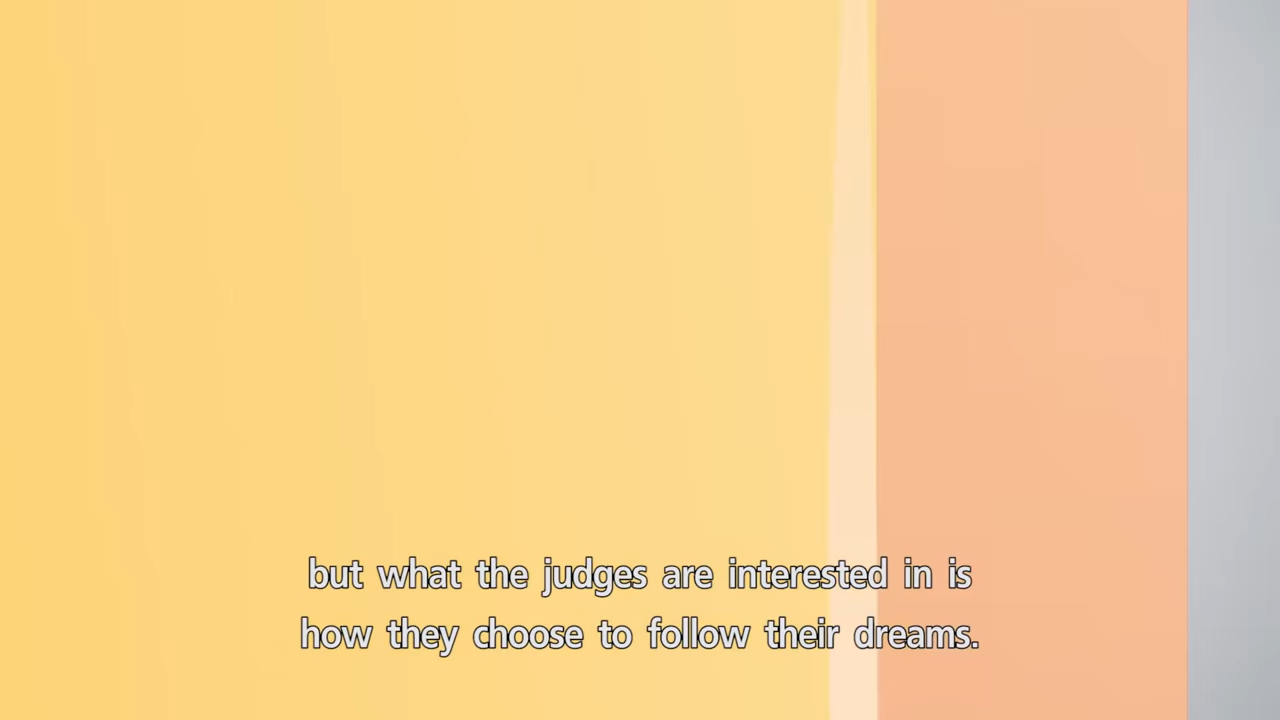 but what the judges are interested in is
how they choose to follow their dreams.